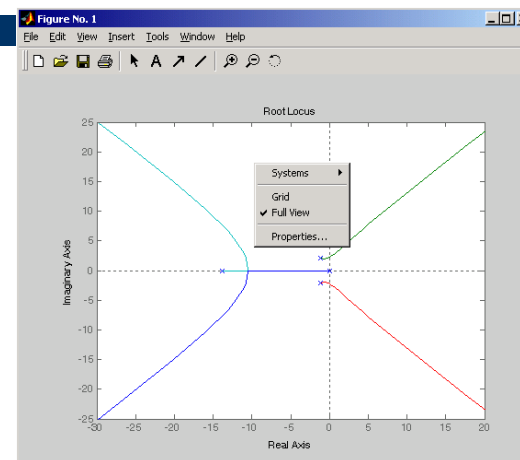 Figure No. 1
File Edit View Insert Tools Window Help
A
Root Locus
25
20
15
10
5
0
-5
-10
-15
-20
-25
Imaginary Axis
Systems
Grid
Full View
Properties...
-30 -25 -20 -15 -10 -5 0 5 10 15 20
Real Axis